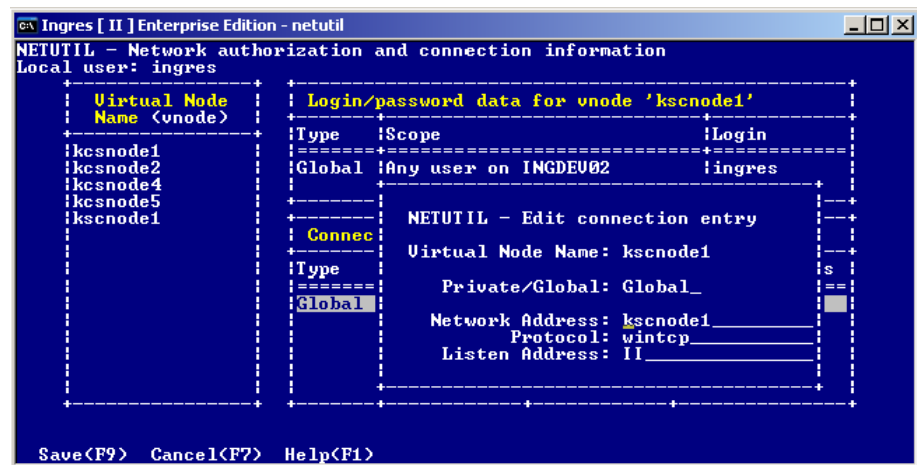 Ingres [ II ] Enterprise Edition - netutil
NETUTIL - Network authorization and connection information
Local user: ingres
Virtual Node
Name (vnode)
kcsnode1
kcsnode2
kcsnode4
kcsnode5
kscnode1
Login/password data for vnode 'kscnode1'
Type Scope Login
Global Any user on INGDEV02 ingres
Connec
Type s
Global
NETUTIL - Edit connection entry
Virtual Node Name: kscnode1
Private/Global: Global_
Network Address: kscnode1
Protocol: wintcp
Listen Address: II
Save(F9) Cancel(F7) Help(F1)